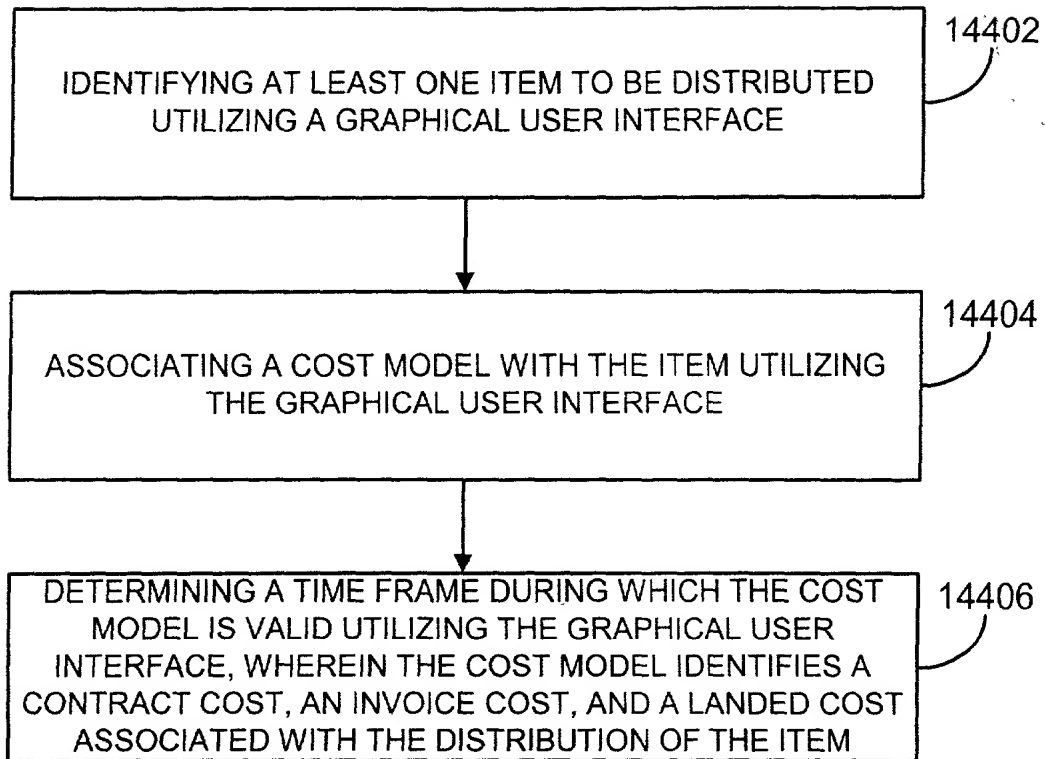 14402
IDENTIFYING AT LEAST ONE ITEM TO BE DISTRIBUTED
UTILIZING A GRAPHICAL USER INTERFACE
14404
ASSOCIATING A COST MODEL WITH THE ITEM UTILIZING
THE GRAPHICAL USER INTERFACE
14406
DETERMINING A TIME FRAME DURING WHICH THE COST
MODEL IS VALID UTILIZING THE GRAPHICAL USER
INTERFACE, WHEREIN THE COST MODEL IDENTIFIES A
CONTRACT COST, AN INVOICE COST, AND A LANDED COST
ASSOCIATED WITH THE DISTRIBUTION OF THE ITEM